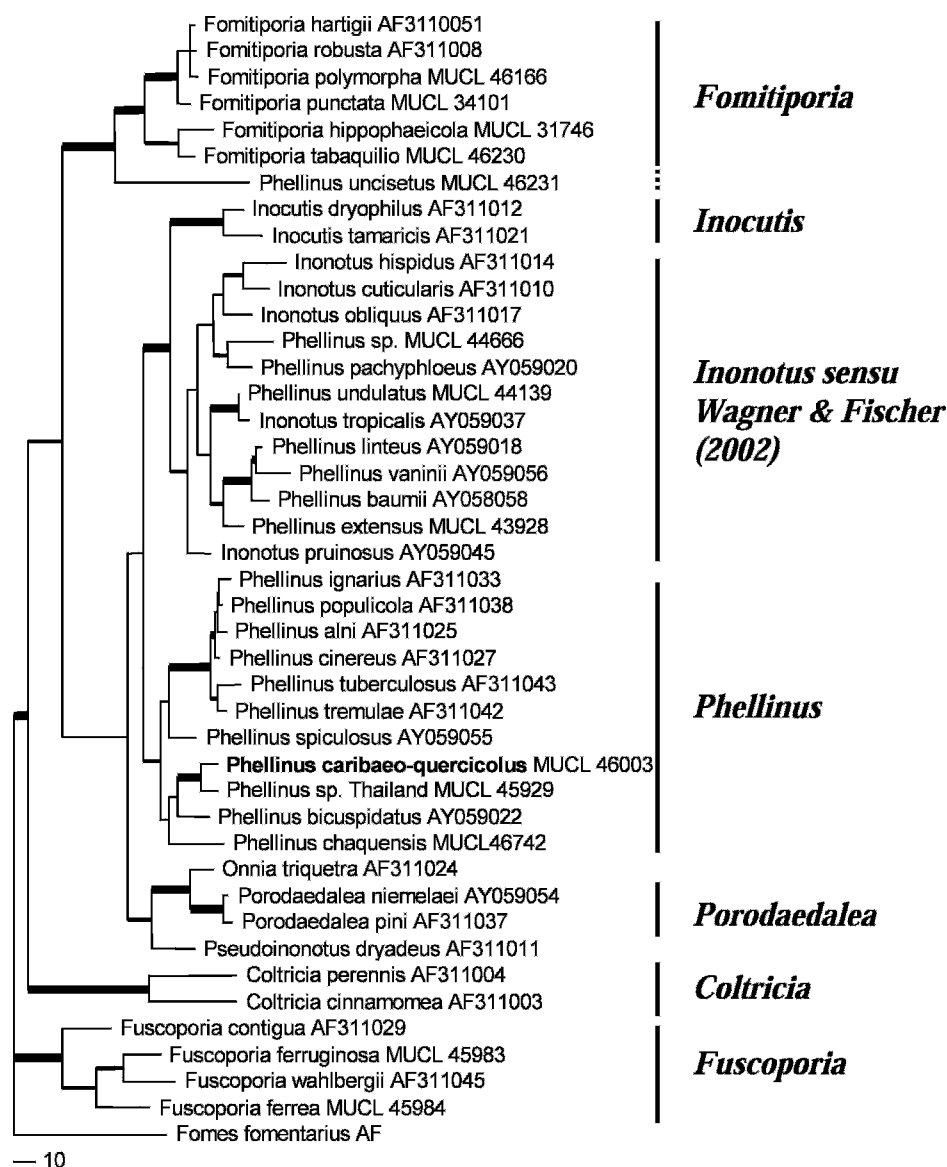 Fomitiporia hartigii AF3110051
Fomitiporia robusta AF311008
Fomitiporia polymorpha MUCL 46166
Fomitiporia punctata MUCL 34101
Fomitiporia hippophaeicola MUCL 31746
Fomitiporia tabaquilio MUCL 46230
Fomitiporia
Phellinus uncisetus MUCL 46231
Inocutis dryophilus AF311012
Inocutis tamaricis AF311021
Inocutis
Inonotus hispidus AF311014
Inonotus cuticularis AF311010
Inonotus obliquus AF311017
Phellinus sp. MUCL 44666
Phellinus pachyphloeus AY059020
Phellinus undulatus MUCL 44139
Inonotus tropicalis AY059037
Phellinus linteus AY059018
Phellinus vaninii AY059056
Phellinus baumii AY058058
Phellinus extensus MUCL 43928
Inonotus pruinosus AY059045
Inonotus sensu
Wagner & Fischer
(2002)
Phellinus igniarius AF311033
Phellinus populicola AF311038
Phellinus alni AF311025
Phellinus cinereus AF311027
Phellinus tuberculosus AF311043
Phellinus tremulae AF311042
Phellinus spiculosus AY059055
Phellinus caribaeo-quercicolus MUCL 46003
Phellinus sp. Thailand MUCL 45929
Phellinus bicuspidatus AY059022
Phellinus chaquensis MUCL46742
Phellinus
Onnia triquetra AF311024
Porodaedalea niemelaei AY059054
Porodaedalea pini AF311037
Pseudoinonotus dryadeus AF311011
Porodaedalea
Coltricia perennis AF311004
Coltricia cinnamomea AF311003
Coltricia
Fuscoporia contigua AF311029
Fuscoporia ferruginosa MUCL 45983
Fuscoporia wahlbergii AF311045
Fuscoporia ferrea MUCL 45984
Fuscoporia
Fomes fomentarius AF
10